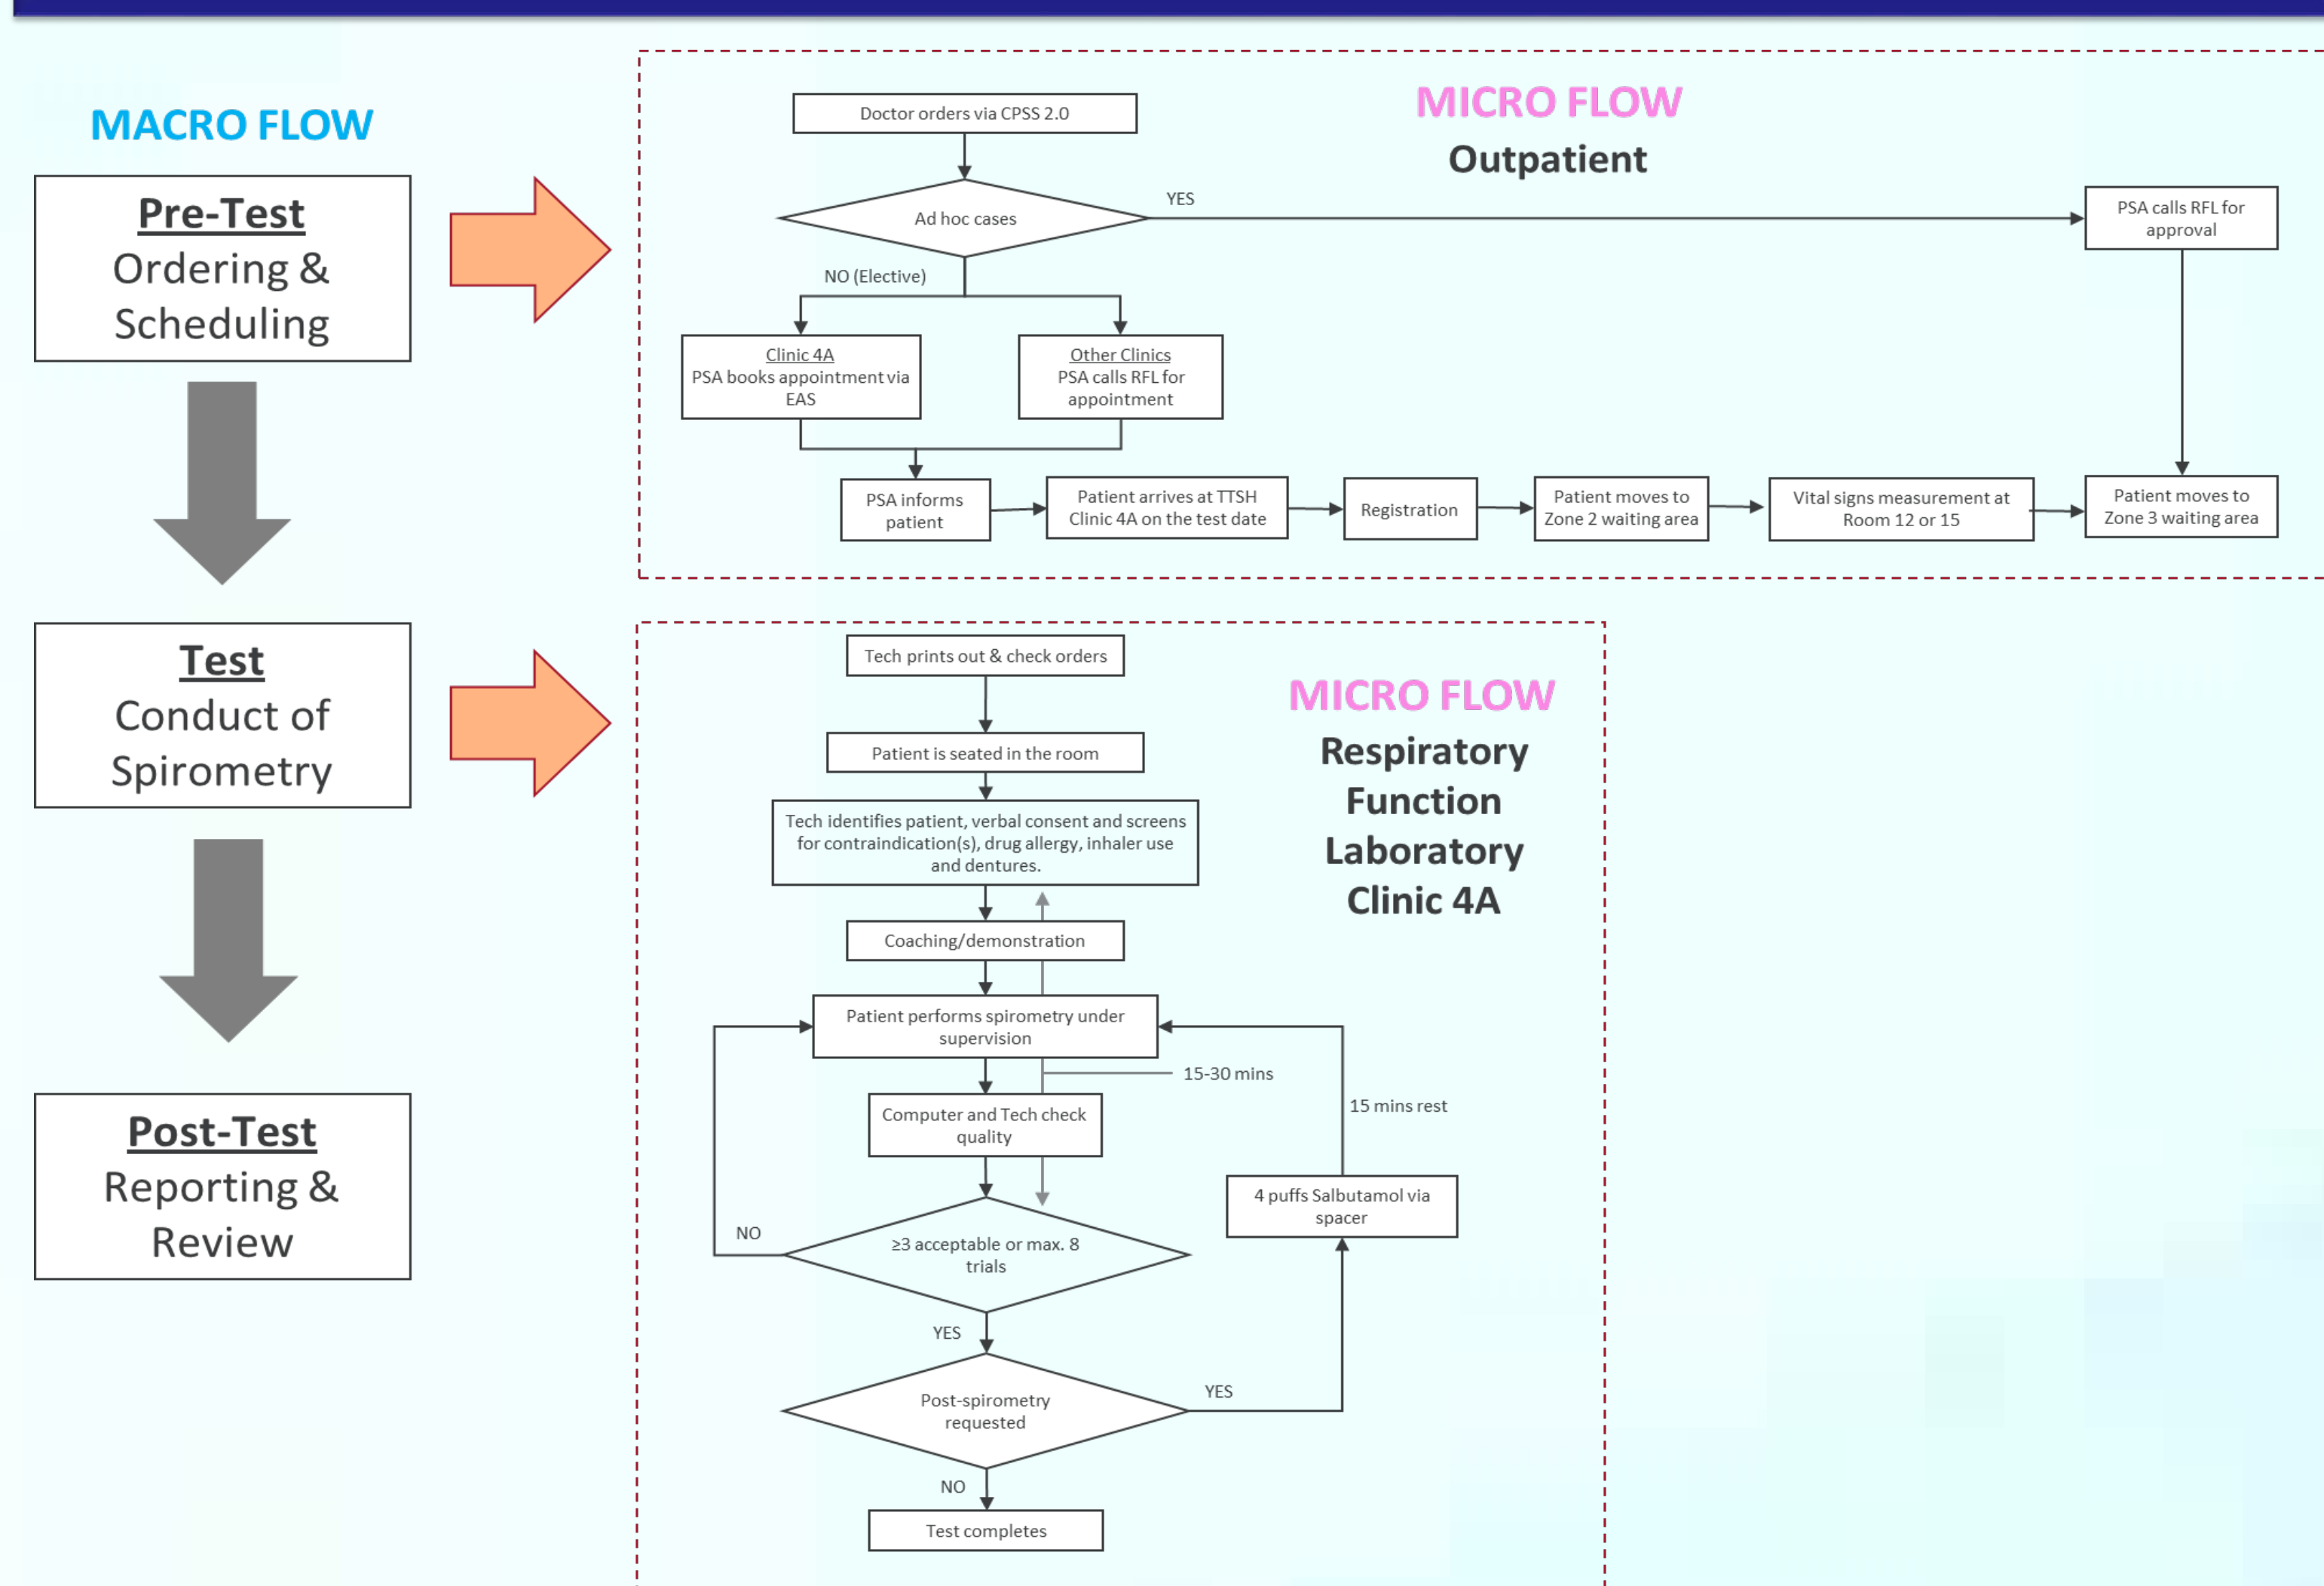 MACRO FLOW
Pre-Test
Ordering &
Scheduling
Test
Conduct of
Spirometry
Post-Test
Reporting &
Review
MICRO FLOW
Outpatient
Doctor orders via CPSS 2.0
Ad hoc cases
YES
PSA calls RFL for
approval
NO (Elective)
Clinic 4A
PSA books appointment via
EAS
Other Clinics
PSA calls RFL for
appointment
PSA informs
patient
Patient arrives at TTSH
Clinic 4A on the test date
Registration
Patient moves to
Zone 2 waiting area
Vital signs measurement at
Room 12 or 15
Patient moves to
Zone 3 waiting area
MICRO FLOW
Respiratory
Function
Laboratory
Clinic 4A
Tech prints out & check orders
Patient is seated in the room
Tech identifies patient, verbal consent and screens
for contraindication(s), drug allergy, inhaler use
and dentures.
Coaching/demonstration
Patient performs spirometry under
supervision
15-30 mins
Computer and Tech check
quality
15 mins rest
4 puffs Salbutamol via
spacer
NO
≥3 acceptable or max. 8
trials
YES
Post-spirometry
requested
YES
NO
Test completes